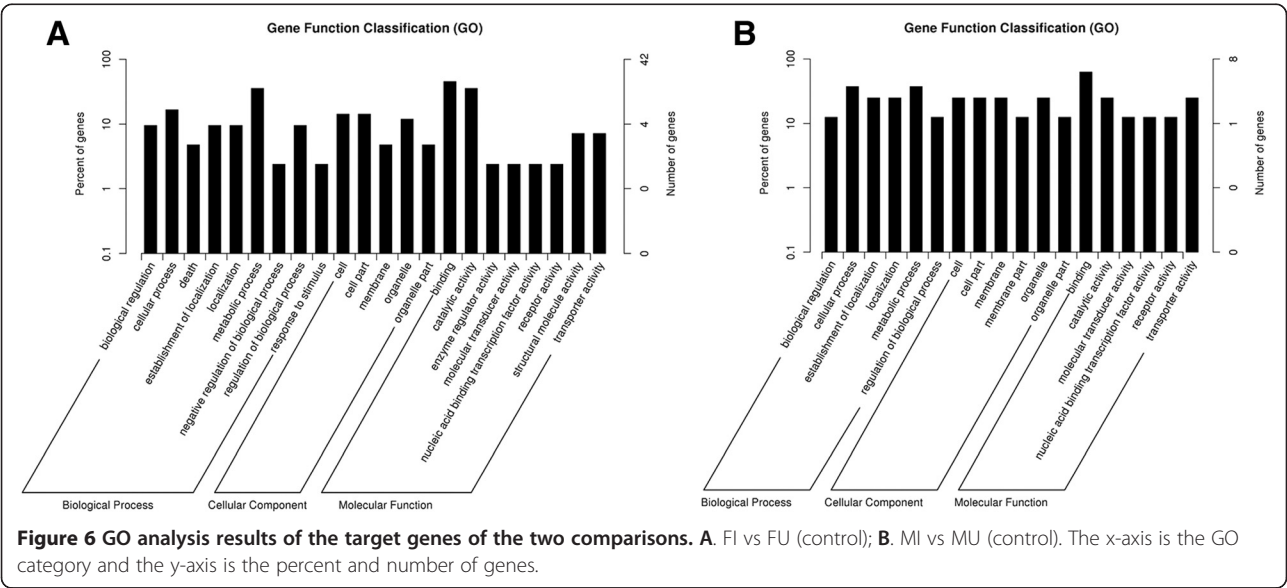 A
Gene Function Classification (GO)
Percent of genes
100
10
1
0.1
42
4
0
0
Number of genes
biological regulation
cellular process
death
establishment of localization
localization
metabolic process
negative regulation of biological process
regulation of biological process
response to stimulus
cell
cell part
membrane
organelle
organelle part
binding
catalytic activity
enzyme regulator activity
molecular transducer activity
nucleic acid binding transcription factor activity
receptor activity
structural molecule activity
transporter activity
Biological Process
Cellular Component
Molecular Function
B
Gene Function Classification (GO)
Percent of genes
100
10
1
0.1
8
1
0
0
Number of genes
biological regulation
cellular process
establishment of localization
localization
metabolic process
regulation of biological process
cell
cell part
membrane
membrane part
organelle
organelle part
binding
catalytic activity
molecular transducer activity
nucleic acid binding transcription factor activity
receptor activity
transporter activity
Biological Process
Cellular Component
Molecular Function
Figure 6 GO analysis results of the target genes of the two comparisons. A. FI vs FU (control); B. MI vs MU (control). The x-axis is the GO
category and the y-axis is the percent and number of genes.